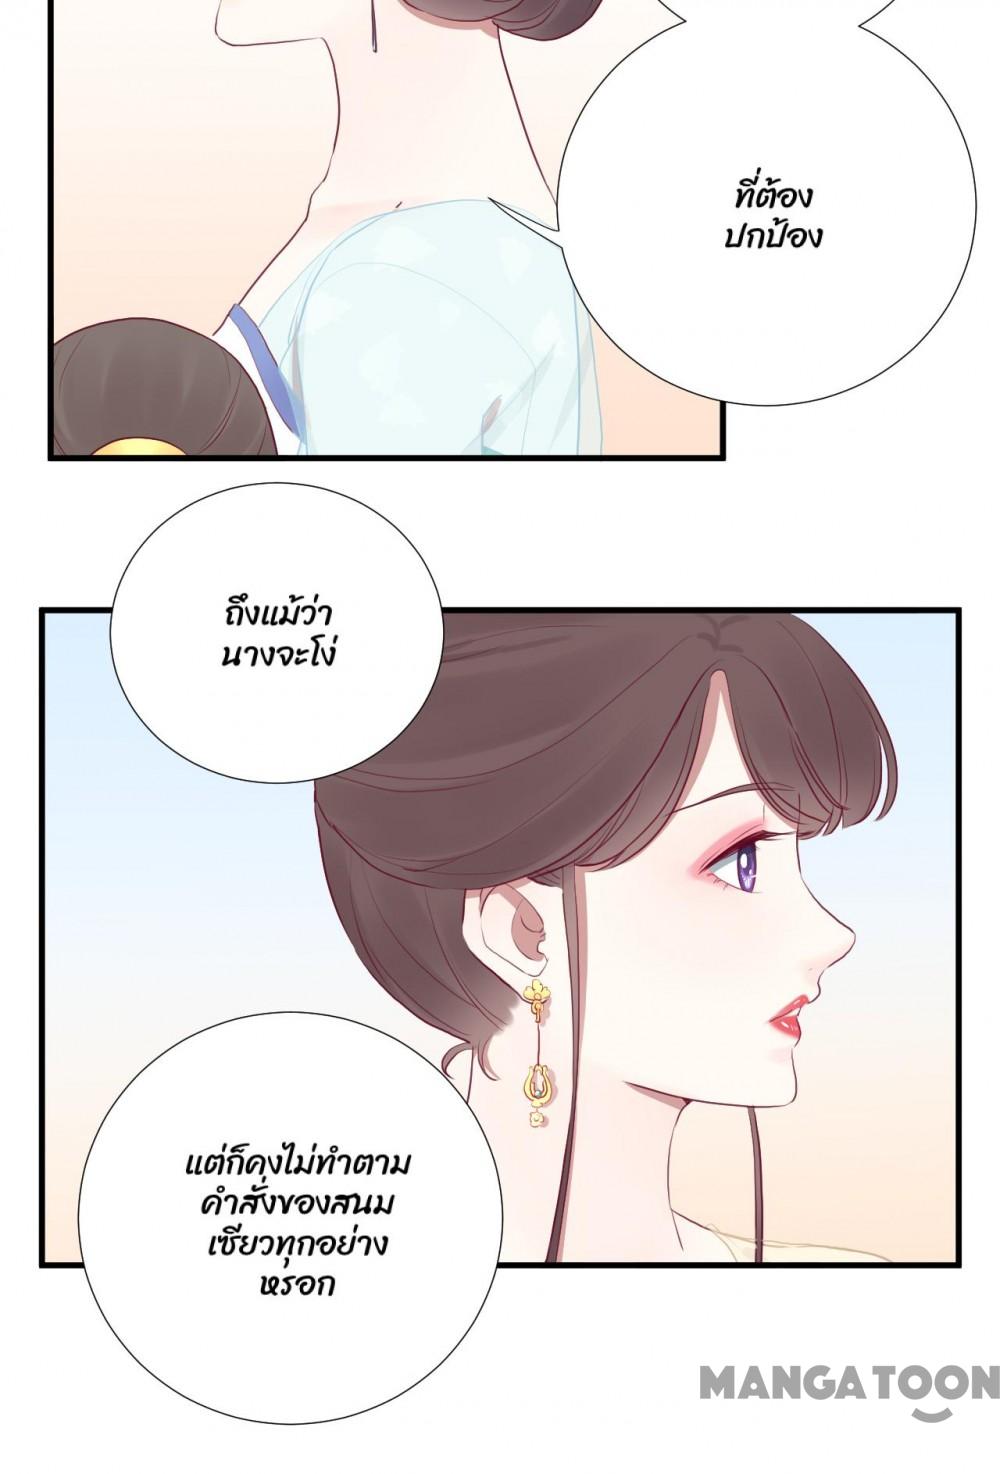 ที่ต้อง
ปกป้อง
ถึงแม้ว่า
นางจะโง่
แต่ก็คงไม่ทำตาม
คำสั่งของสนม
เซียวทุกอย่าง
หรอก
MANGATOON